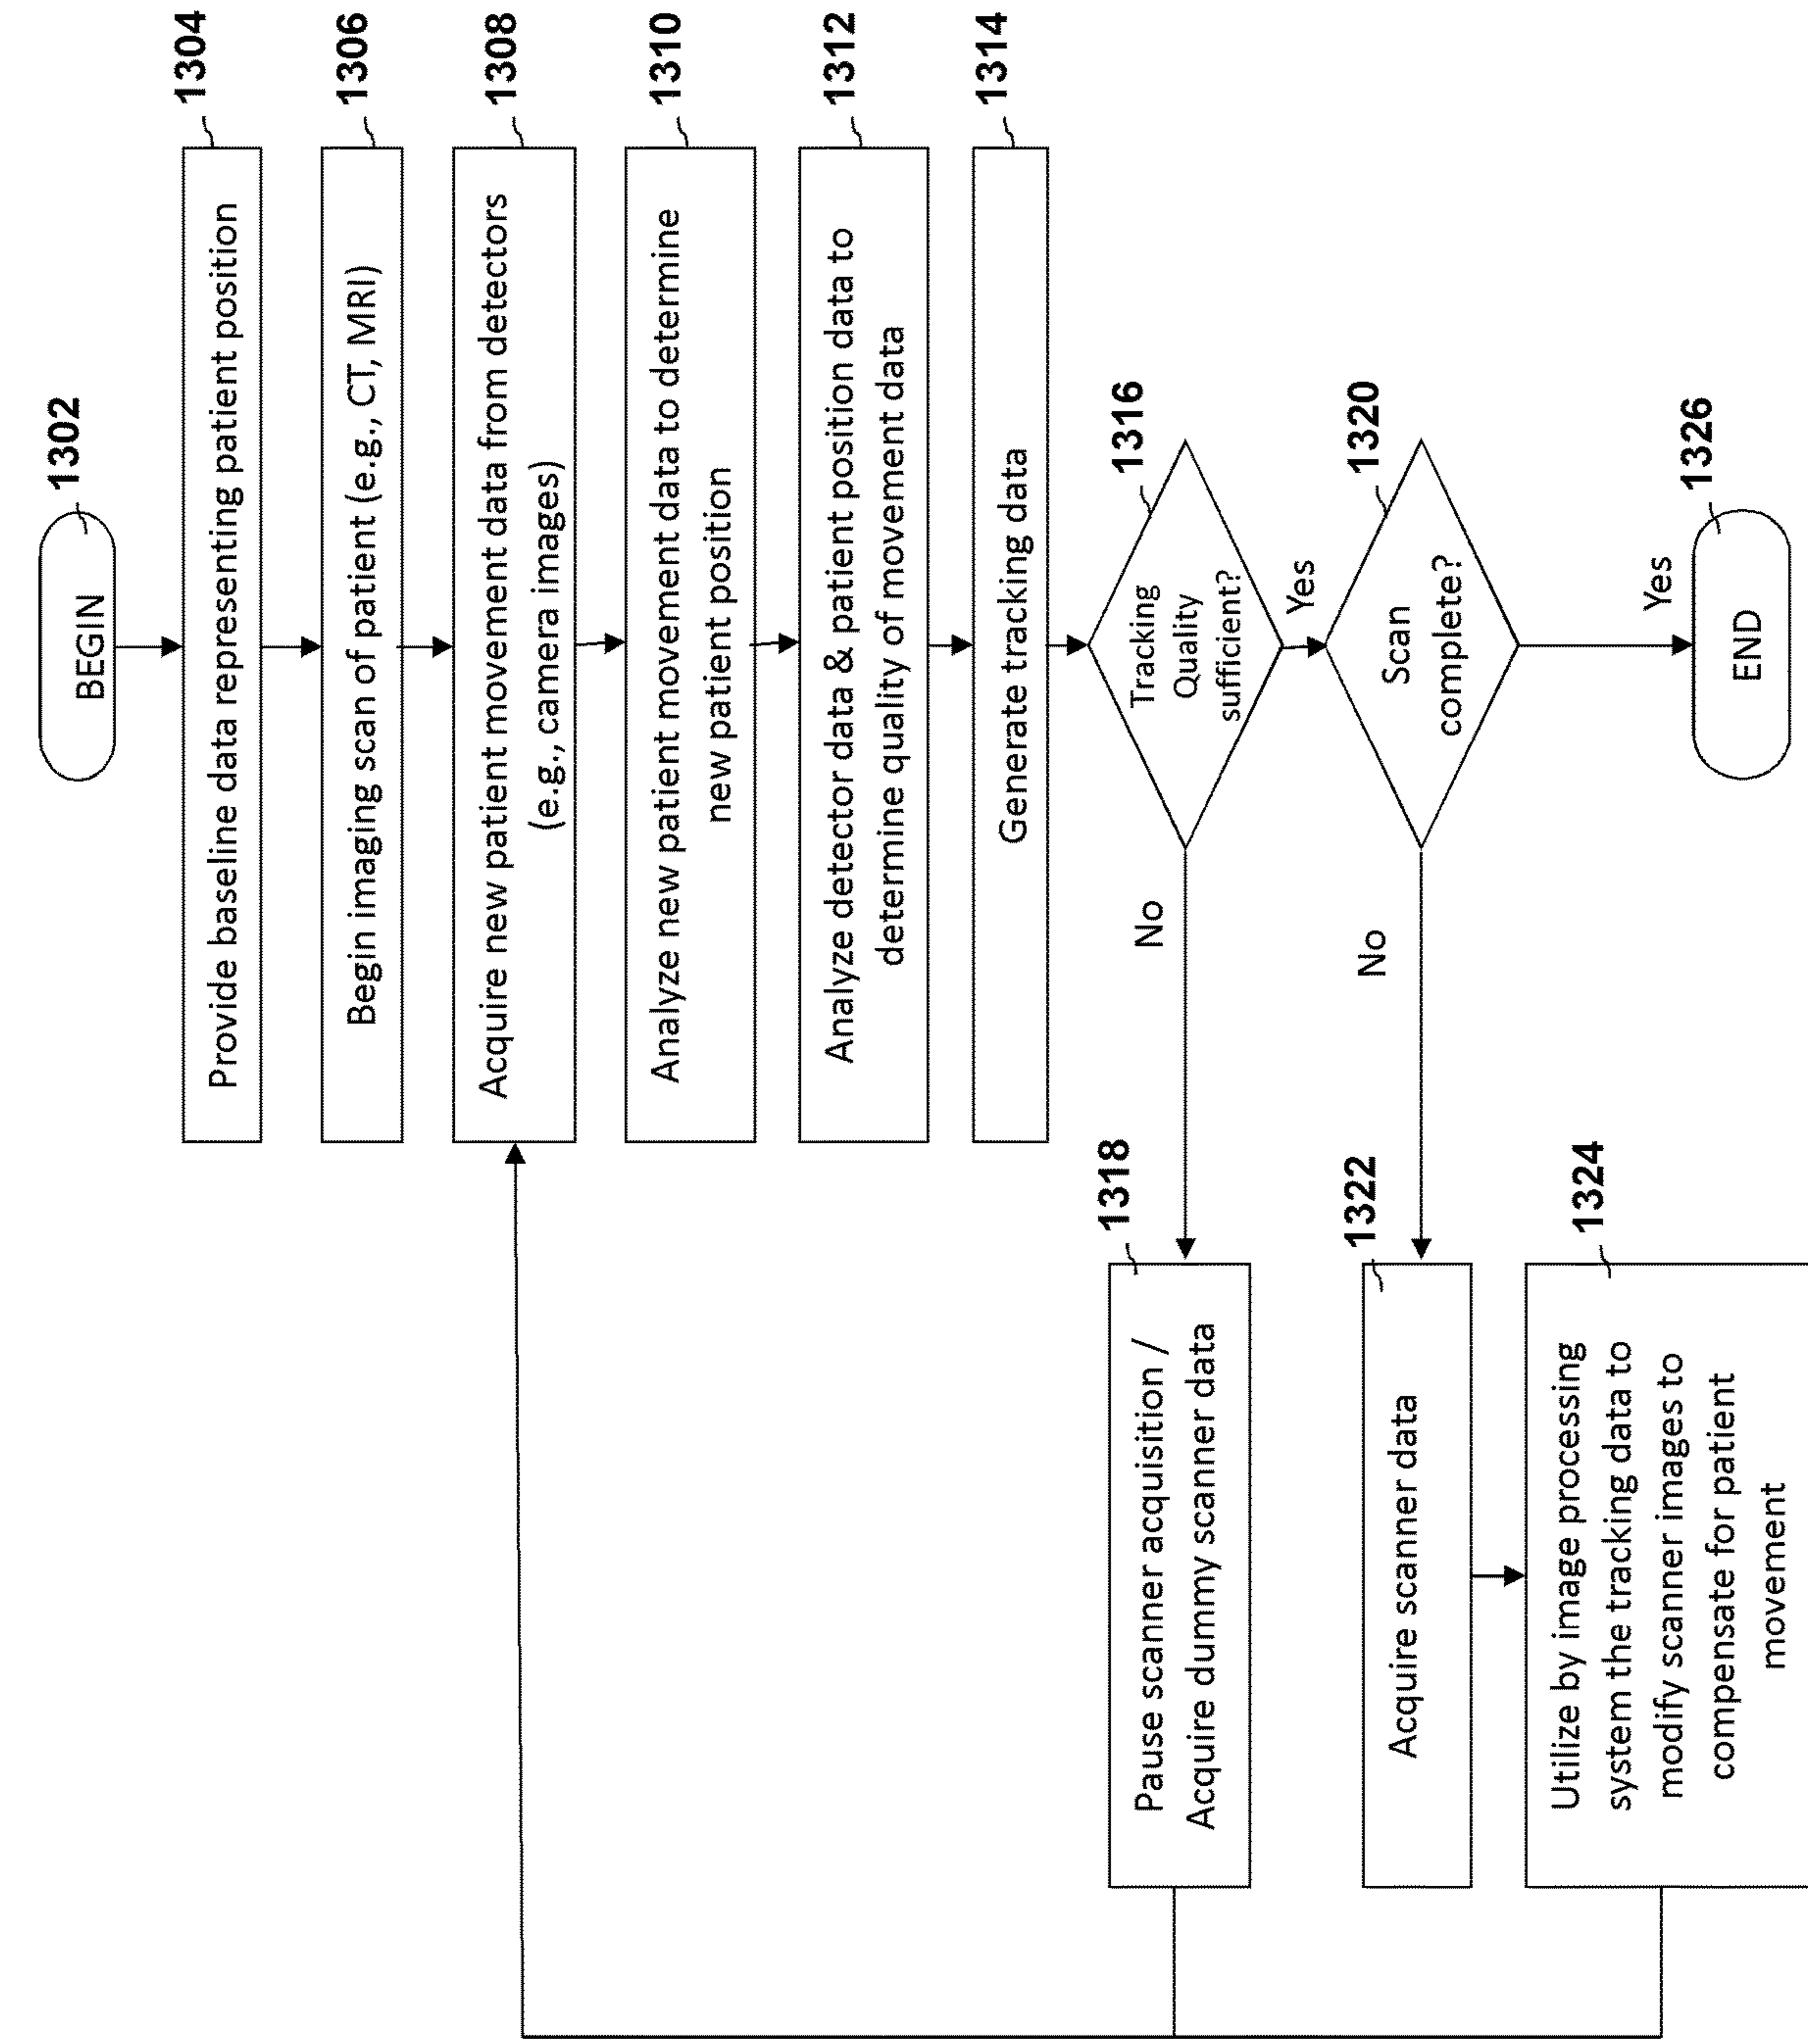 BEGIN
1302
Provide baseline data representing patient position
1304
Begin imaging scan of patient (e.g., CT, MRI)
1306
Acquire new patient movement data from detectors
(e.g., camera images)
1308
Analyze new patient movement data to determine
new patient position
1310
Analyze detector data & patient position data to
determine quality of movement data
1312
Generate tracking data
1314
Tracking
Quality
sufficient?
1316
No
Yes
Pause scanner acquisition /
Acquire dummy scanner data
1318
Scan
complete?
1320
No
Yes
Acquire scanner data
1322
Utilize by image processing
system the tracking data to
modify scanner images to
compensate for patient
movement
1324
END
1326